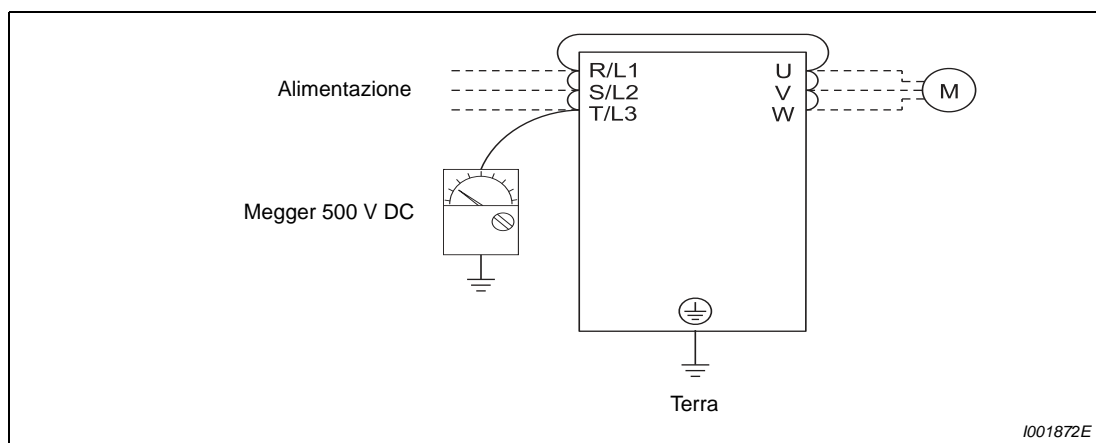 Alimentazione
R/L1
S/L2
T/L3
U
V
W
M
Megger 500 V DC
Terra
I001872E